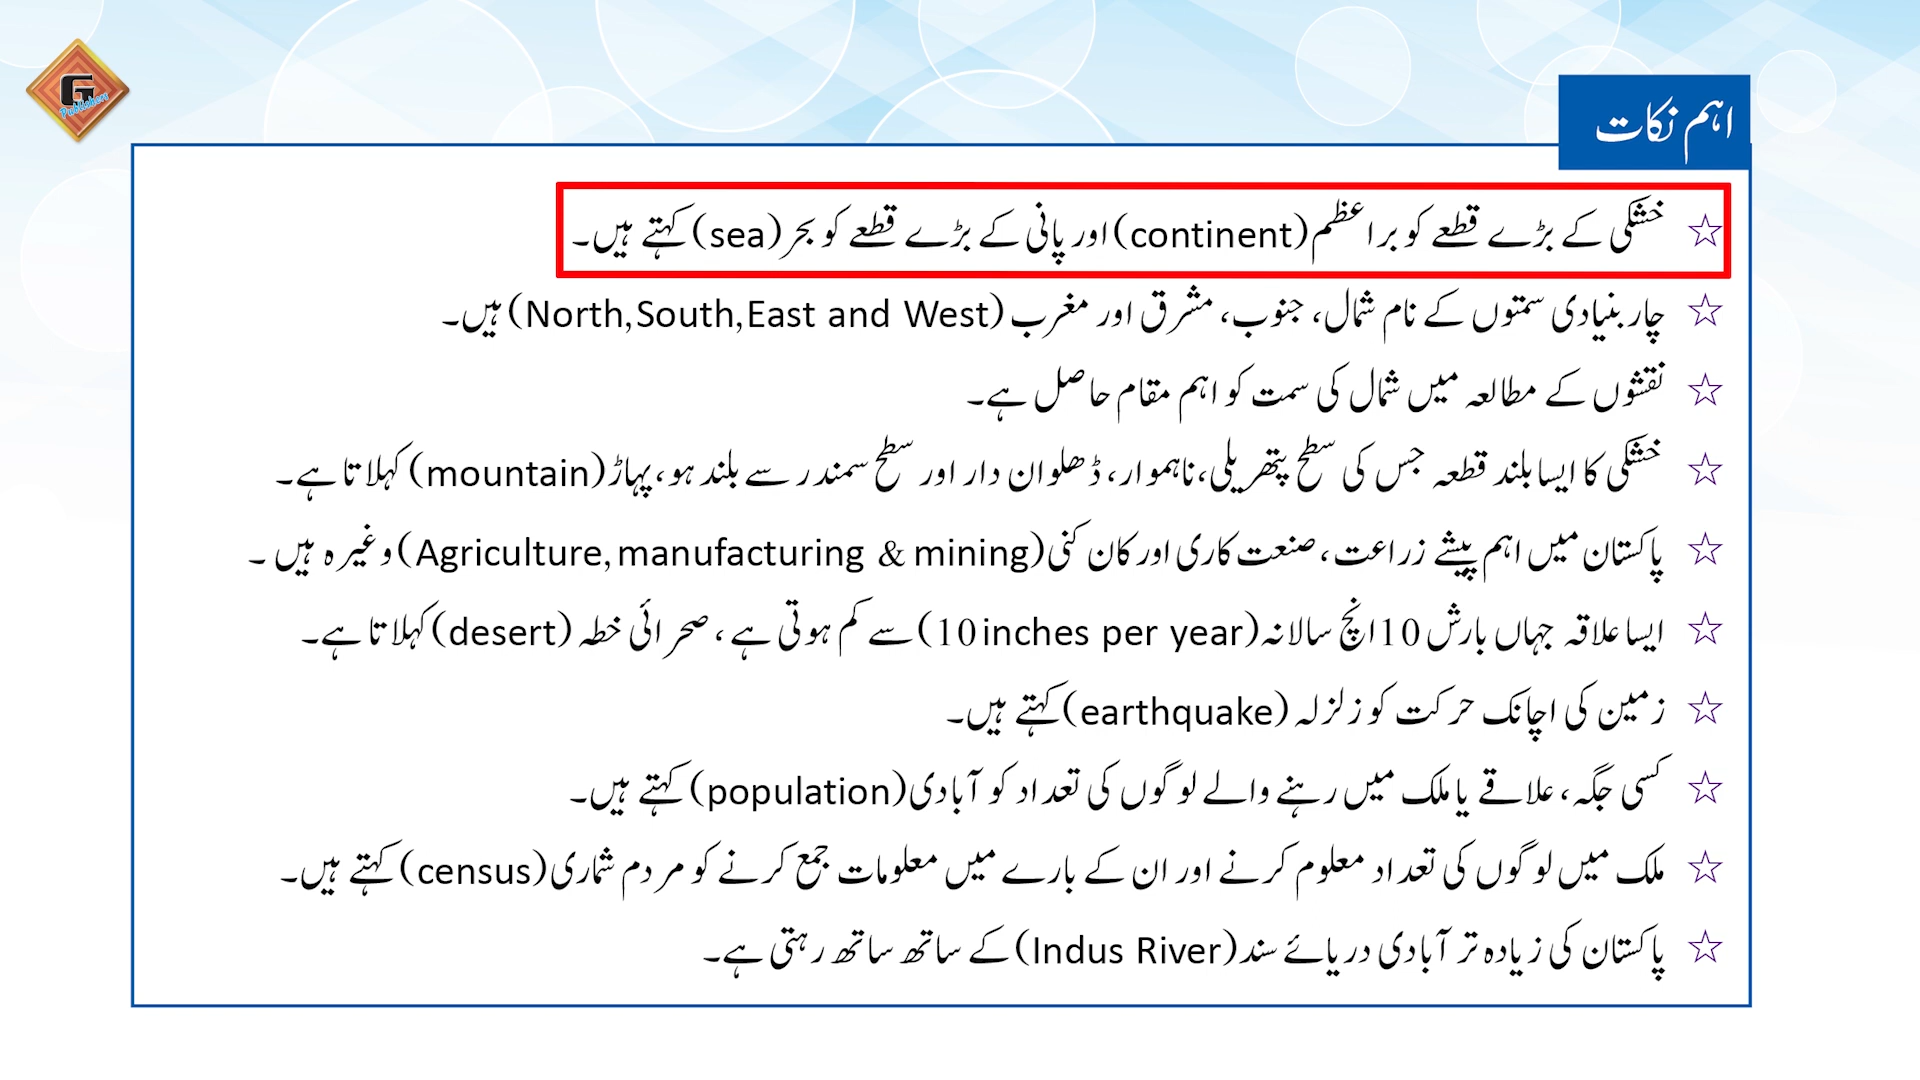 G
Publishers
اہم نکات
☆ خشکی کے بڑے قطعے کو براعظم(continent) اور پانی کے بڑے قطعے کو بحر(sea) کہتے ہیں۔
☆ چار بنیادی سمتوں کے نام شمال، جنوب، مشرق اور مغرب (North,South,East and West) ہیں۔
☆ نقشوں کے مطالعہ میں شمال کی سمت کو اہم مقام حاصل ہے۔
☆ خشکی کا ایسا بلند قطعہ جس کی سطح پتھریلی، ناہموار، ڈھلوان دار اور سطح سمندر سے بلند ہو، پہاڑ(mountain) کہلاتا ہے۔
☆ پاکستان میں اہم پیشے زراعت، صنعت کاری اور کان کنی(Agriculture, manufacturing & mining) وغیرہ ہیں ۔
☆ ایسا علاقہ جہاں بارش 10 انچ سالانہ(10 inches per year) سے کم ہوتی ہے، صحرائی خطہ (desert) کہلاتا ہے۔
☆ زمین کی اچانک حرکت کو زلزلہ (earthquake) کہتے ہیں۔
☆ کسی جگہ، علاقے یا ملک میں رہنے والے لوگوں کی تعداد کو آبادی(population) کہتے ہیں۔
☆ ملک میں لوگوں کی تعداد معلوم کرنے اور ان کے بارے میں معلومات جمع کرنے کو مردم شماری(census) کہتے ہیں۔
☆ پاکستان کی زیادہ تر آبادی دریائے سند(Indus River) کے ساتھ ساتھ رہتی ہے۔